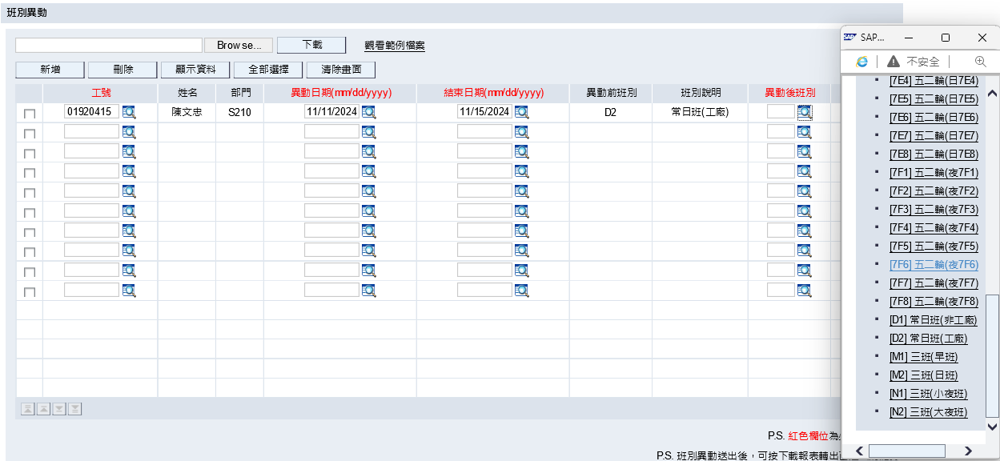 班別異動
Browse... 下載 觀看範例檔案
新增 刪除 顯示資料 全部選擇 清除畫面
工號 姓名 部門 異動日期(mm/dd/yyyy) 結束日期(mm/dd/yyyy) 異動前班別 班別說明 異動後班別
01920415 陳文忠 S210 11/11/2024 11/15/2024 D2 常日班(工廠)
P.S. 紅色欄位為
P.S. 班別異動送出後，可按下載報表轉出
SAP...
不安全
[7E4] 五二輪(日7E4)
[7E5] 五二輪(日7E5)
[7E6] 五二輪(日7E6)
[7E7] 五二輪(日7E7)
[7E8] 五二輪(日7E8)
[7F1] 五二輪(夜7F1)
[7F2] 五二輪(夜7F2)
[7F3] 五二輪(夜7F3)
[7F4] 五二輪(夜7F4)
[7F5] 五二輪(夜7F5)
[7F6] 五二輪(夜7F6)
[7F7] 五二輪(夜7F7)
[7F8] 五二輪(夜7F8)
[D1] 常日班(非工廠)
[D2] 常日班(工廠)
[M1] 三班(早班)
[M2] 三班(日班)
[N1] 三班(小夜班)
[N2] 三班(大夜班)